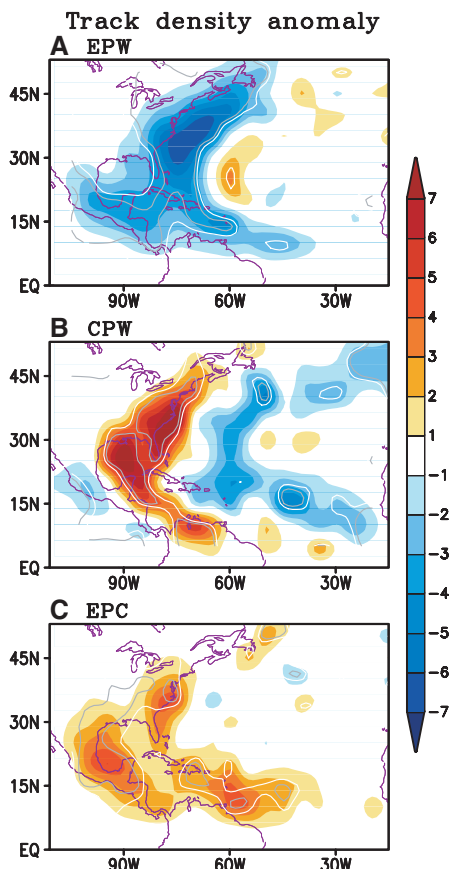 Track density anomaly
A EPW
45N
30N
15N
EQ
90W 60W 30W
B CPW
45N
30N
15N
EQ
90W 60W 30W
C EPC
45N
30N
15N
EQ
90W 60W 30W
7
6
5
4
3
2
1
-1
-2
-3
-4
-5
-6
-7